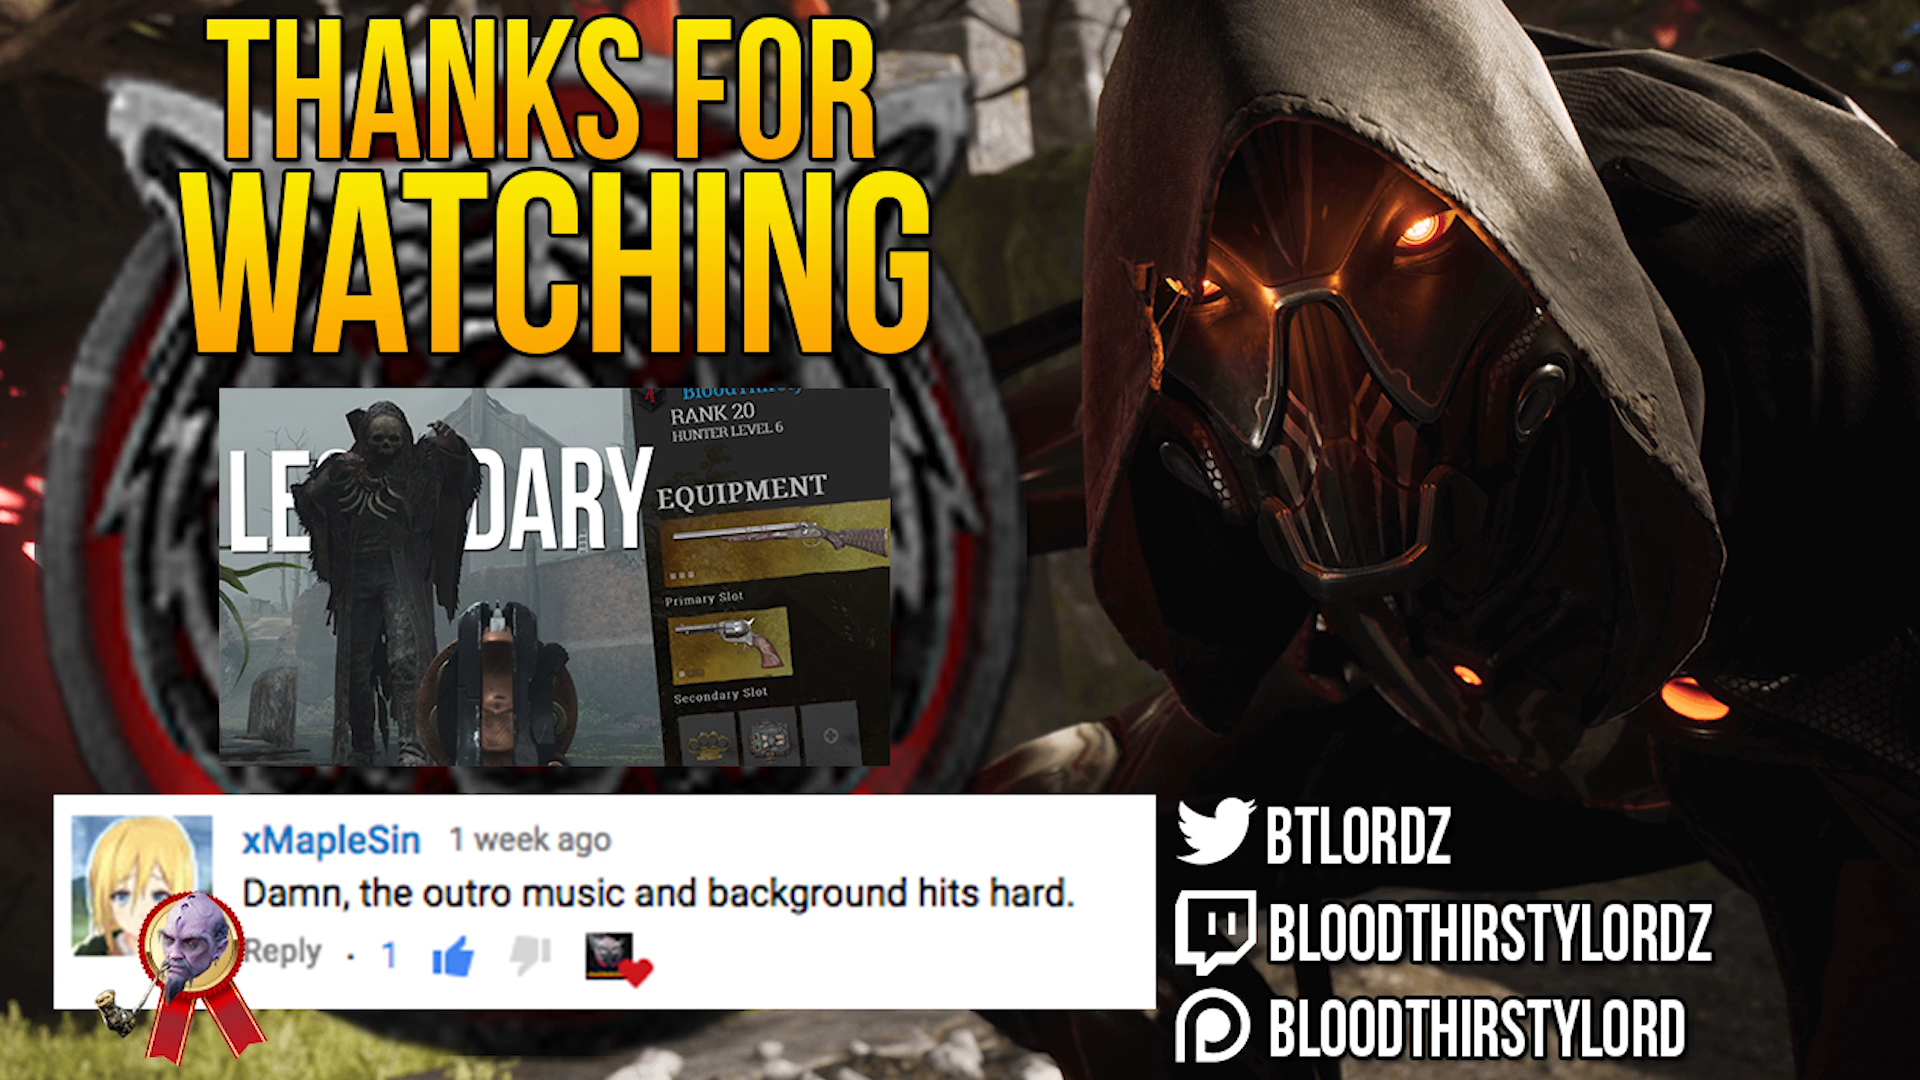 THANKS FOR
WATCHING
LEGENDARY
RANK 20
HUNTER LEVEL 6
EQUIPMENT
Primary Slot
Secondary Slot
xMapleSin 1 week ago
Damn, the outro music and background hits hard.
Reply · 1
BTLORDZ
BLOODTHIRSTYLORDZ
BLOODTHIRSTYLORD